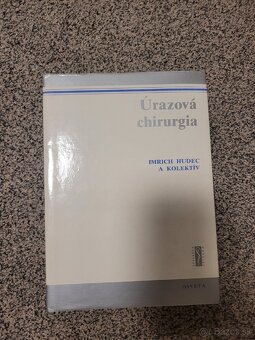 Úrazová
chirurgia
IMRICH HUDEC
A KOLEKTÍV
OSVETA